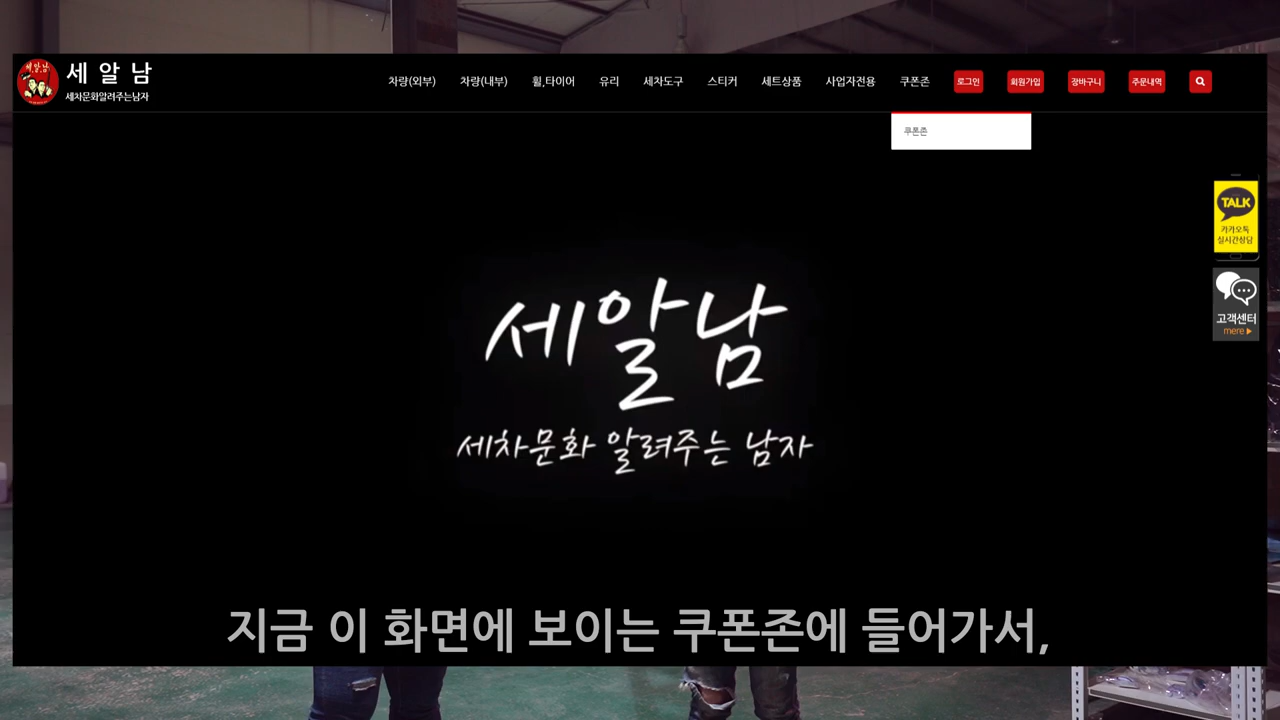 세알남
세 알 남
세차문화알려주는남자
차량(외부) 차량(내부) 휠,타이어 유리 세차도구 스티커 세트상품 사업자전용 쿠폰존 로그인 회원가입 장바구니 주문내역
쿠폰존
TALK
카카오톡
실시간상담
고객센터
mere ▶
세알남
세차문화 알려주는 남자
지금 이 화면에 보이는 쿠폰존에 들어가서,